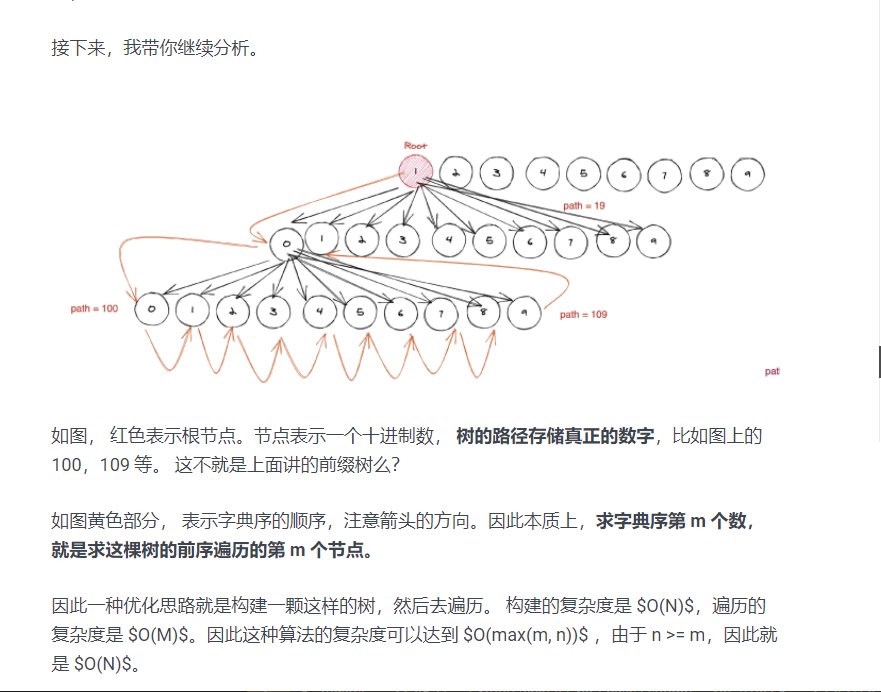 接下来，我带你继续分析。
Root
1 2 3 4 5 6 7 8 9
path = 19
0 1 2 3 4 5 6 7 8 9
path = 100
0 1 2 3 4 5 6 7 8 9
path = 109
pat
如图， 红色表示根节点。节点表示一个十进制数， 树的路径存储真正的数字，比如图上的
100，109 等。 这不就是上面讲的前缀树么？
如图黄色部分， 表示字典序的顺序，注意箭头的方向。因此本质上，求字典序第 m 个数，
就是求这棵树的前序遍历的第 m 个节点。
因此一种优化思路就是构建一颗这样的树，然后去遍历。 构建的复杂度是 $O(N)$，遍历的
复杂度是 $O(M)$。因此这种算法的复杂度可以达到 $O(max(m, n))$ ，由于 n >= m，因此就
是 $O(N)$。